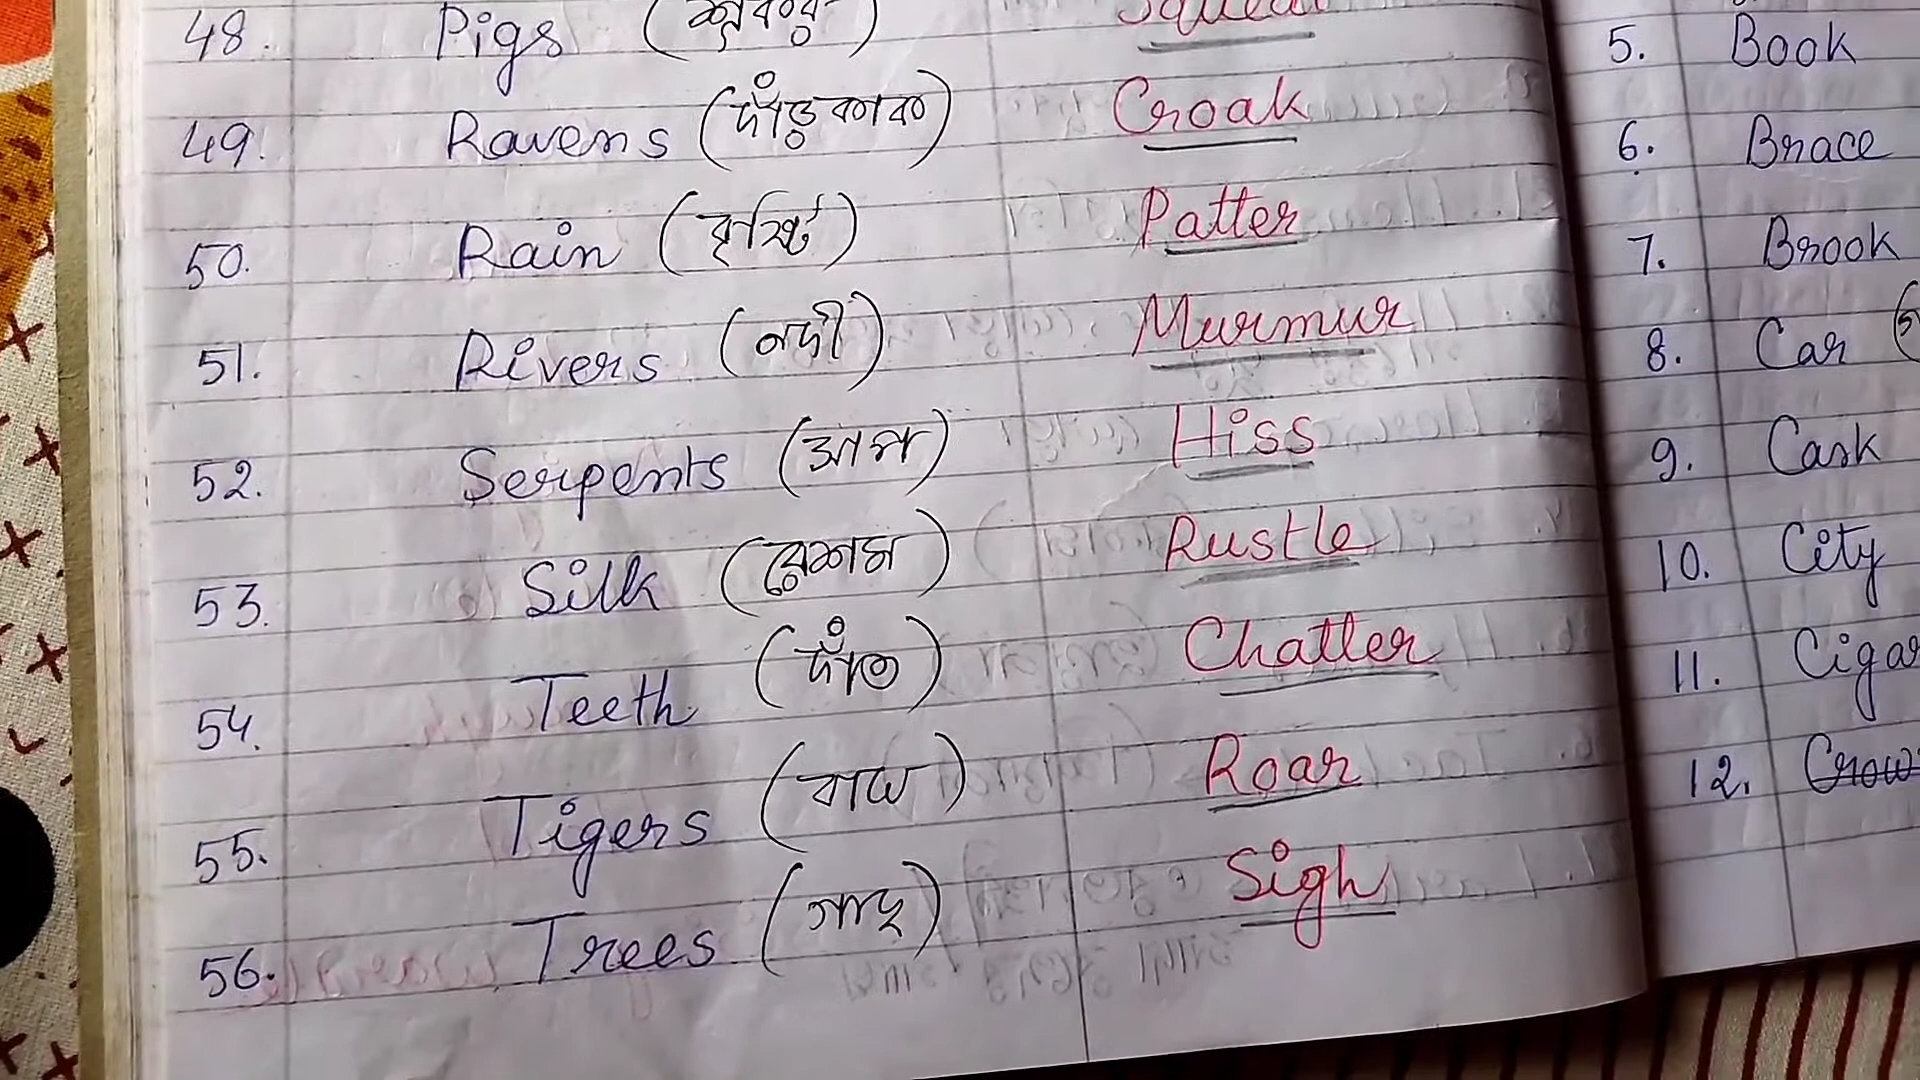 48. Pigs (শূকর) Squeal
49. Ravens (দাঁড়কাক) Croak
50. Rain (বৃষ্টি) Patter
51. Rivers (নদী) Murmur
52. Serpents (সাপ) Hiss
53. Silk (রেশম) Rustle
54. Teeth (দাঁত) Chatter
55. Tigers (বাঘ) Roar
56. Trees (গাছ) Sigh
5. Book
6. Brace
7. Brook
8. Car
9. Cask
10. City
11. Cigar
12. Crow